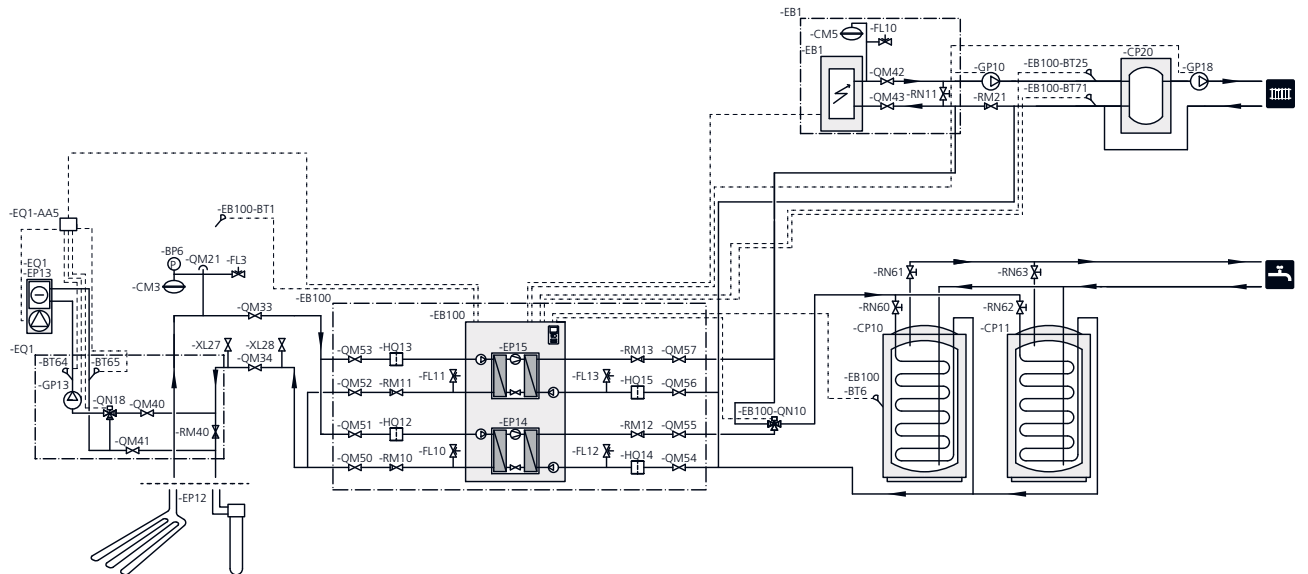 -EB1
-CM5
-FL10
-EB1
-QM42
-QM43
-RN11
-GP10
-RM21
-EB100-BT25
-EB100-BT71
-CP20
-GP18
-EQ1-AA5
-EB100-BT1
-BP6
P
-QM21
-FL3
-CM3
-EQ1
-EP13
-EB100
-QM33
-EB100
-XL27
-XL28
-QM34
-EQ1
-BT64
-BT65
-GP13
-QN18
-QM40
-QM41
-RM40
-EP12
-QM53
-HQ13
-EP15
-RM13
-QM57
-QM52
-RM11
-FL11
-FL13
-HQ15
-QM56
-QM51
-HQ12
-EP14
-RM12
-QM55
-QM50
-RM10
-FL10
-FL12
-HQ14
-QM54
-EB100-QN10
-RN61
-RN63
-RN60
-RN62
-CP10
-CP11
-EB100
-BT6